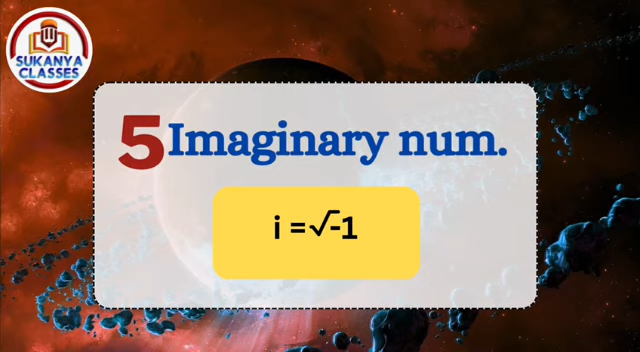 SUKANYA
CLASSES
5 Imaginary num.
i = √-1